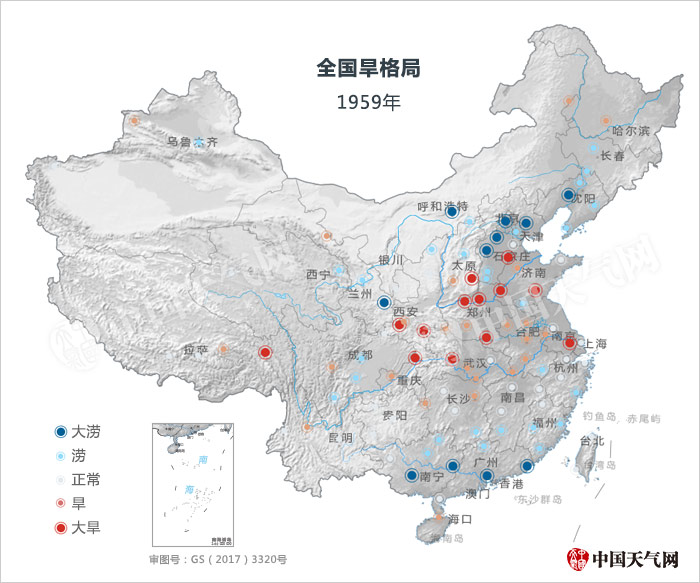 全国旱格局
1959年
哈尔滨
乌鲁木齐
长春
沈阳
呼和浩特
北京
天津
银川
石家庄
太原
济南
西宁
兰州
西安
郑州
拉萨
成都
合肥
南京
上海
武汉
杭州
重庆
长沙
南昌
贵阳
钓鱼岛
赤尾屿
福州
昆明
台北
台湾岛
广州
南宁
香港
澳门
东沙群岛
海口
海南岛
大涝
涝
正常
旱
大旱
南
海
南海诸岛
审图号：GS（2017）3320号
中国天气网